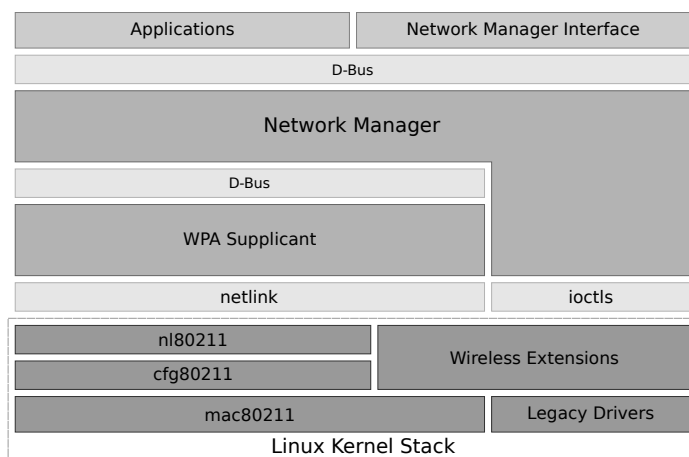 Applications
Network Manager Interface
D-Bus
Network Manager
D-Bus
WPA Supplicant
netlink
ioctls
nl80211
Wireless Extensions
cfg80211
mac80211
Legacy Drivers
Linux Kernel Stack